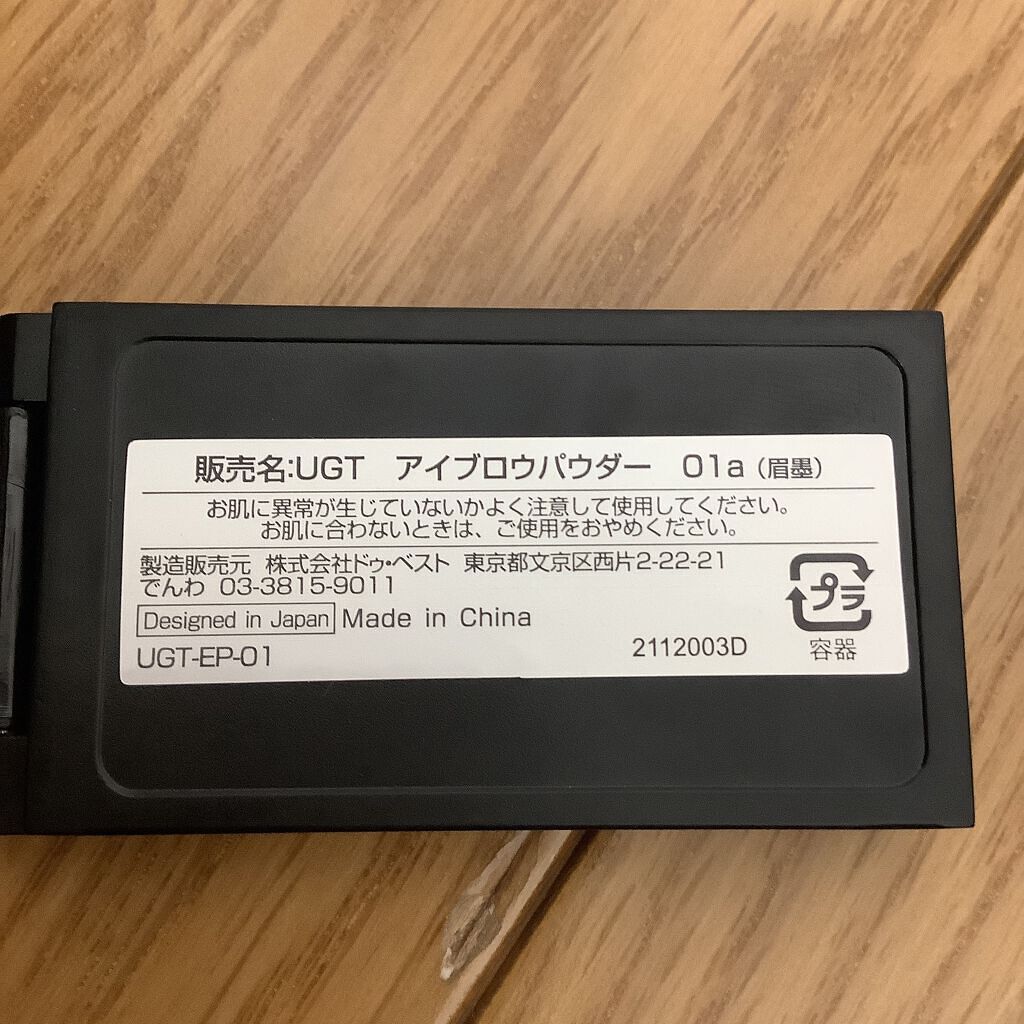 販売名:UGT　アイブロウパウダー　01a（眉墨）
お肌に異常が生じていないかよく注意して使用してください。
お肌に合わないときは、ご使用をおやめください。
製造販売元 株式会社ドゥ・ベスト 東京都文京区西片2-22-21
でんわ 03-3815-9011
Designed in Japan Made in China
UGT-EP-01 2112003D
プラ
容器